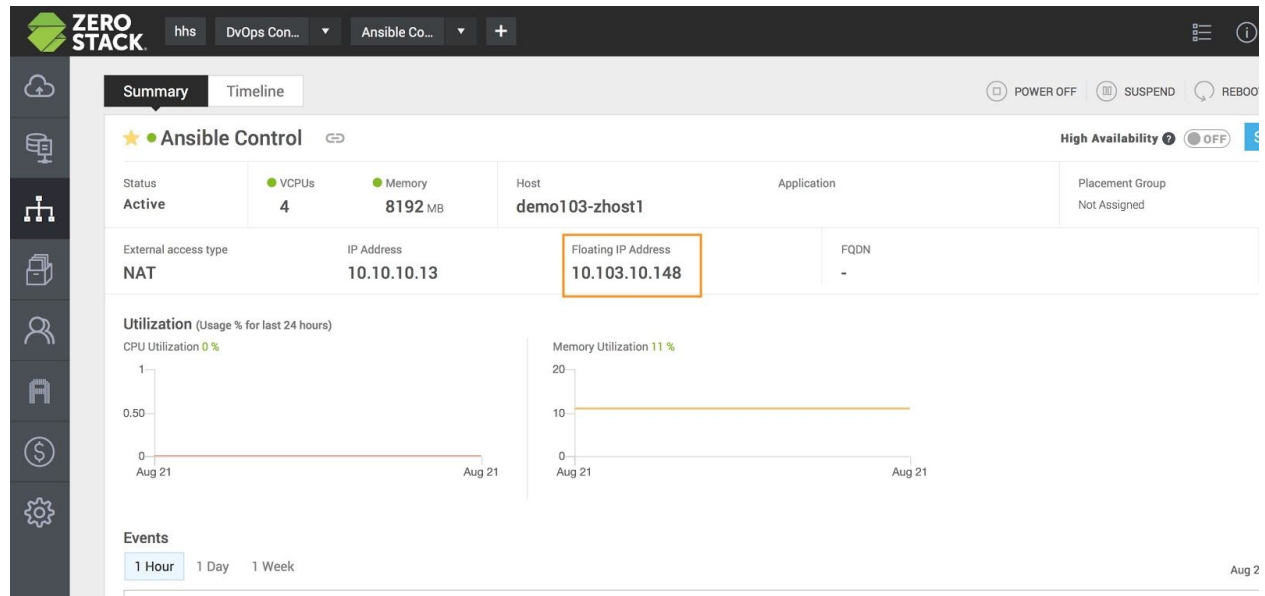 ZERO STACK. hhs DvOps Con... Ansible Co... +
Summary Timeline POWER OFF SUSPEND REBOO
Ansible Control High Availability ? OFF S
Status VCPUs Memory Host Application Placement Group
Active 4 8192 MB demo103-zhost1 Not Assigned
External access type IP Address Floating IP Address FQDN
NAT 10.10.10.13 10.103.10.148 -
Utilization (Usage % for last 24 hours)
CPU Utilization 0 % Memory Utilization 11 %
1 20
0.50 10
0 0
Aug 21 Aug 21 Aug 21 Aug 21
Events
1 Hour 1 Day 1 Week Aug 2